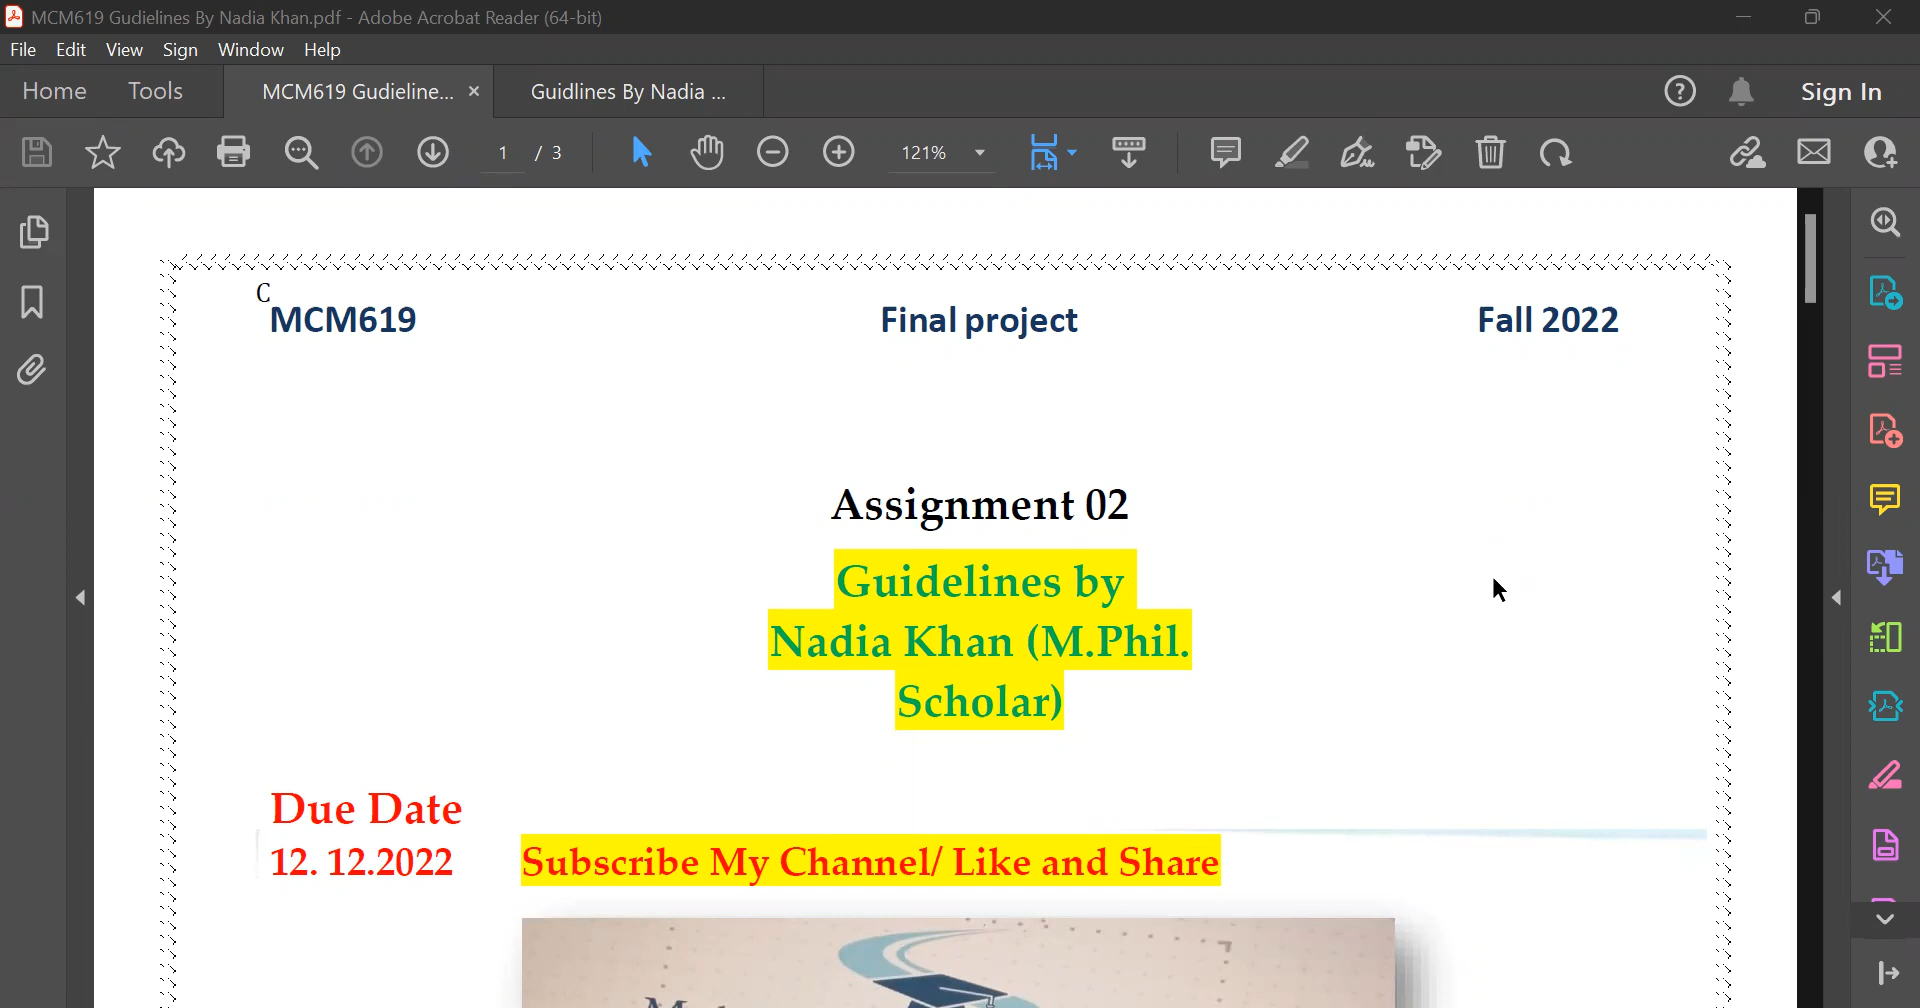 MCM619 Gudielines By Nadia Khan.pdf - Adobe Acrobat Reader (64-bit)
File Edit View Sign Window Help
Home Tools MCM619 Gudieline... × Guidlines By Nadia ... Sign In
1 / 3 121%
C
MCM619 Final project Fall 2022
Assignment 02
Guidelines by
Nadia Khan (M.Phil.
Scholar)
Due Date
12. 12.2022 Subscribe My Channel/ Like and Share